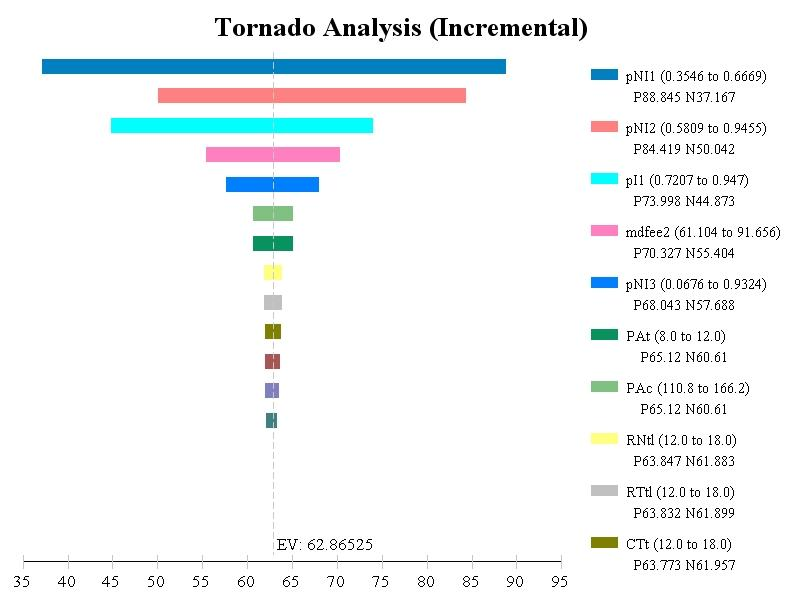 Tornado Analysis (Incremental)
pNI1 (0.3546 to 0.6669)
P88.845 N37.167
pNI2 (0.5809 to 0.9455)
P84.419 N50.042
pI1 (0.7207 to 0.947)
P73.998 N44.873
mdfee2 (61.104 to 91.656)
P70.327 N55.404
pNI3 (0.0676 to 0.9324)
P68.043 N57.688
PAt (8.0 to 12.0)
P65.12 N60.61
PAc (110.8 to 166.2)
P65.12 N60.61
RNtl (12.0 to 18.0)
P63.847 N61.883
RTtl (12.0 to 18.0)
P63.832 N61.899
CTt (12.0 to 18.0)
P63.773 N61.957
EV: 62.86525
35 40 45 50 55 60 65 70 75 80 85 90 95